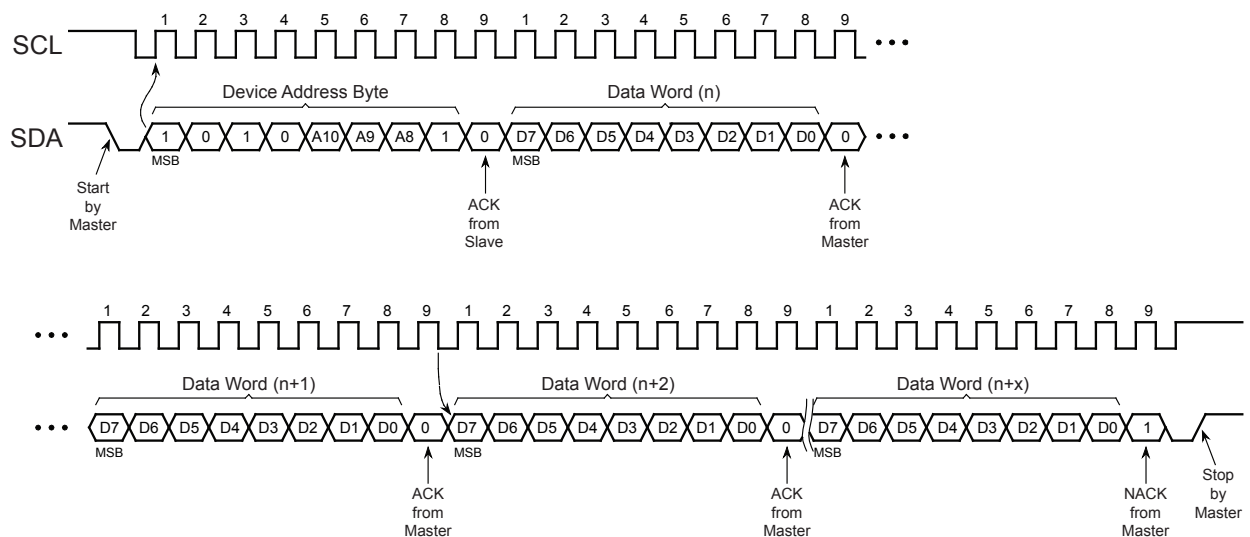 1 2 3 4 5 6 7 8 9 1 2 3 4 5 6 7 8 9
SCL
Device Address Byte Data Word (n)
SDA 1 0 1 0 A10 A9 A8 1 0 D7 D6 D5 D4 D3 D2 D1 D0 0
MSB MSB
Start
by
Master
ACK
from
Slave
ACK
from
Master
1 2 3 4 5 6 7 8 9 1 2 3 4 5 6 7 8 9 1 2 3 4 5 6 7 8 9
Data Word (n+1) Data Word (n+2) Data Word (n+x)
D7 D6 D5 D4 D3 D2 D1 D0 0 D7 D6 D5 D4 D3 D2 D1 D0 0 D7 D6 D5 D4 D3 D2 D1 D0 1
MSB MSB MSB
ACK
from
Master
ACK
from
Master
NACK
from
Master
Stop
by
Master